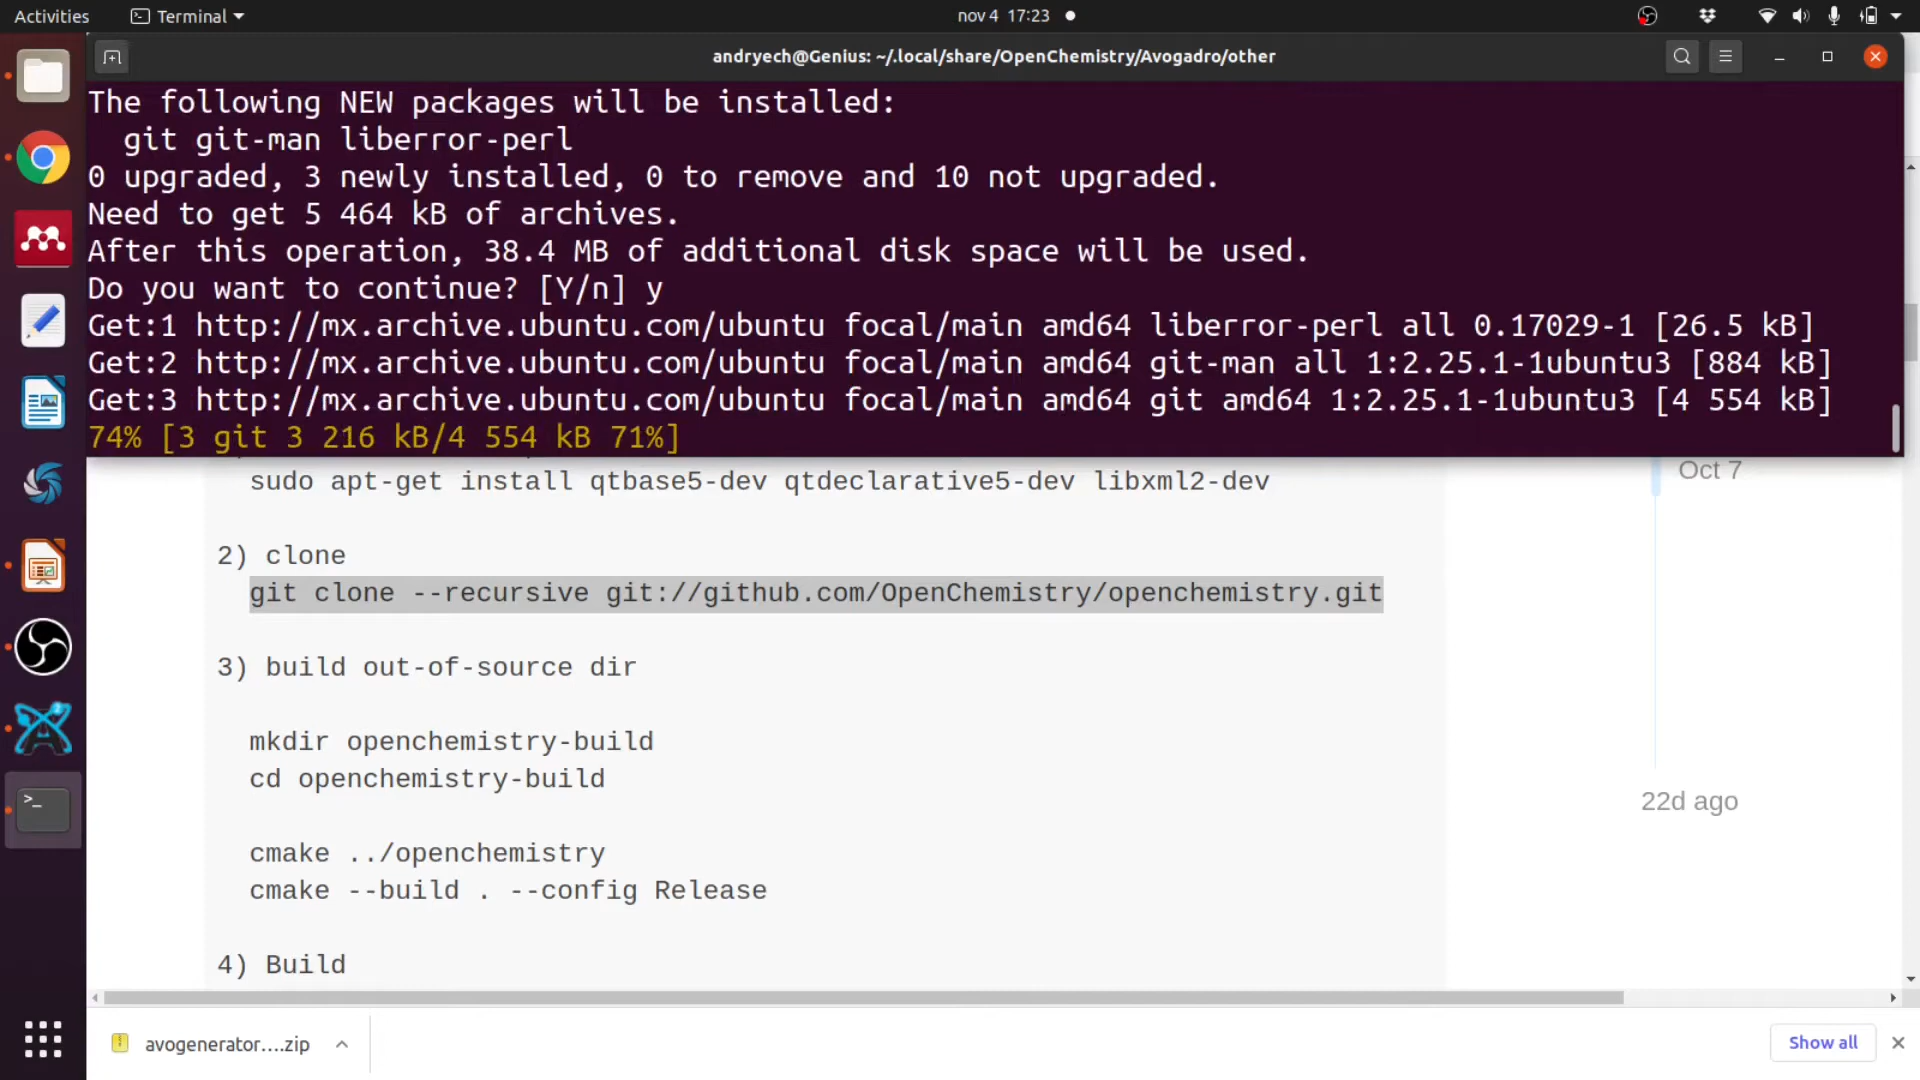 Activities
Terminal
nov 4 17:23
andryech@Genius: ~/.local/share/OpenChemistry/Avogadro/other
The following NEW packages will be installed:
git git-man liberror-perl
0 upgraded, 3 newly installed, 0 to remove and 10 not upgraded.
Need to get 5 464 kB of archives.
After this operation, 38.4 MB of additional disk space will be used.
Do you want to continue? [Y/n] y
Get:1 http://mx.archive.ubuntu.com/ubuntu focal/main amd64 liberror-perl all 0.17029-1 [26.5 kB]
Get:2 http://mx.archive.ubuntu.com/ubuntu focal/main amd64 git-man all 1:2.25.1-1ubuntu3 [884 kB]
Get:3 http://mx.archive.ubuntu.com/ubuntu focal/main amd64 git amd64 1:2.25.1-1ubuntu3 [4 554 kB]
74% [3 git 3 216 kB/4 554 kB 71%]
sudo apt-get install qtbase5-dev qtdeclarative5-dev libxml2-dev
Oct 7
2) clone
git clone --recursive git://github.com/OpenChemistry/openchemistry.git
3) build out-of-source dir
mkdir openchemistry-build
cd openchemistry-build
22d ago
cmake ../openchemistry
cmake --build . --config Release
4) Build
avogenerator....zip
Show all